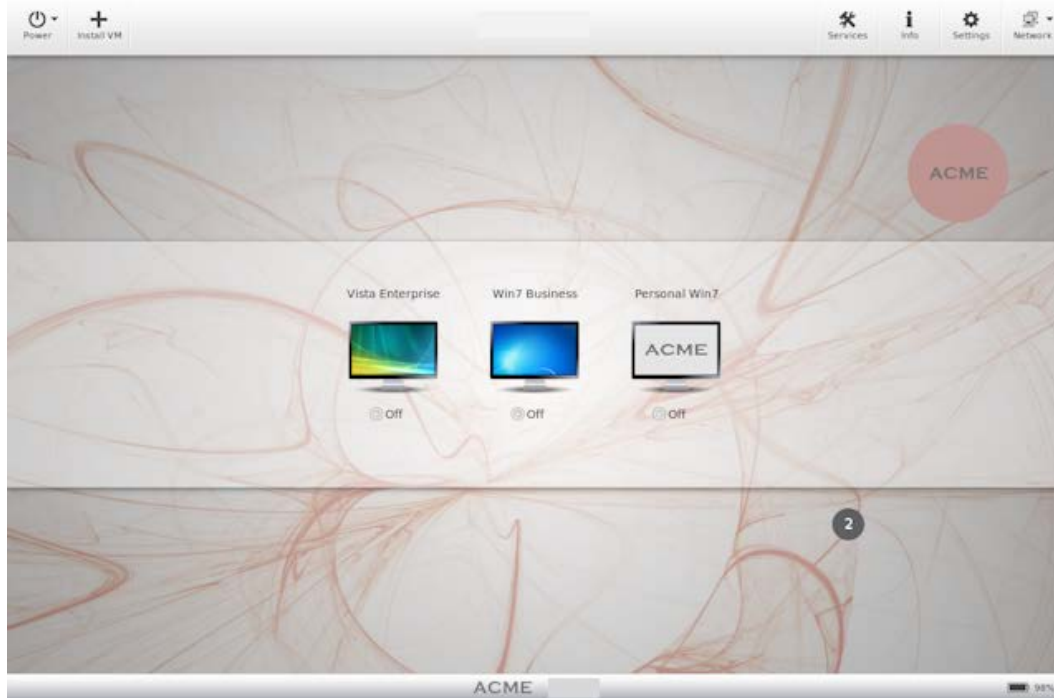 Power Install VM Services Info Settings Network
ACME
Vista Enterprise Win7 Business Personal Win7
ACME
Off Off Off
2
ACME
98%